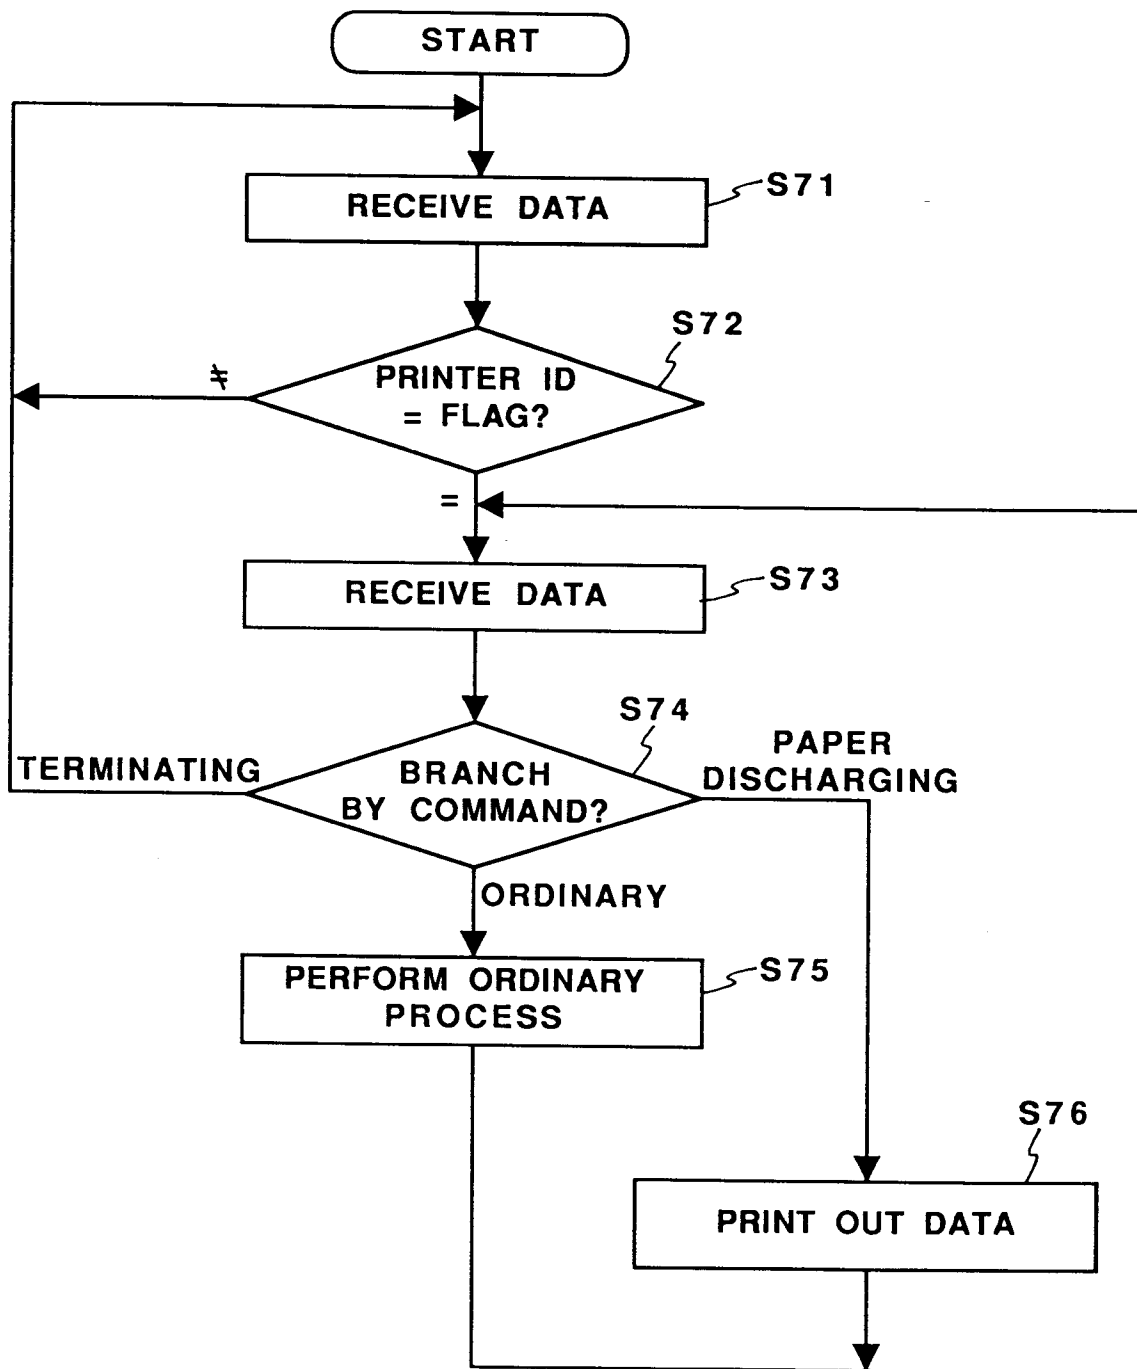 START
RECEIVE DATA
S71
S72
PRINTER ID
= FLAG?
≠
=
RECEIVE DATA
S73
S74
BRANCH
BY COMMAND?
TERMINATING
PAPER
DISCHARGING
ORDINARY
PERFORM ORDINARY
PROCESS
S75
S76
PRINT OUT DATA